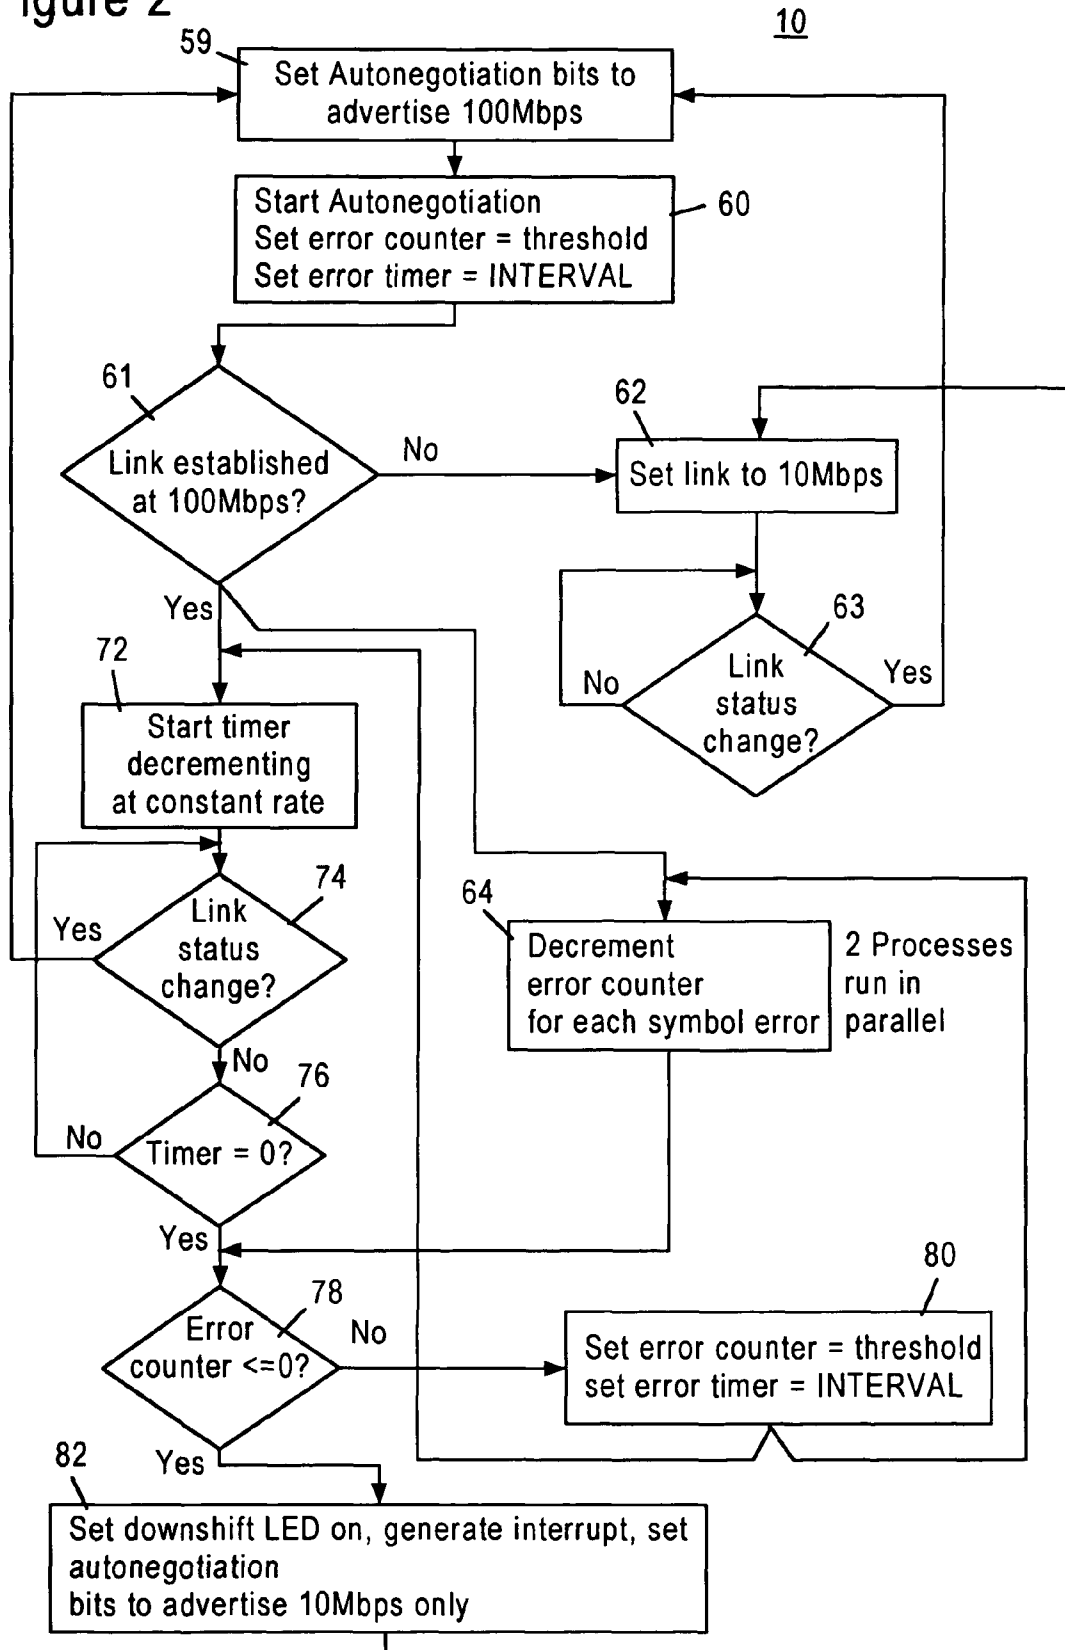 igure 2
10
59
Set Autonegotiation bits to
advertise 100Mbps
Start Autonegotiation
Set error counter = threshold
Set error timer = INTERVAL
60
61
Link established
at 100Mbps?
No
62
Set link to 10Mbps
Yes
63
Link
status
change?
No
Yes
72
Start timer
decrementing
at constant rate
74
Link
status
change?
Yes
No
64
Decrement
error counter
for each symbol error
2 Processes
run in
parallel
76
Timer = 0?
No
Yes
78
Error
counter <=0?
No
80
Set error counter = threshold
set error timer = INTERVAL
Yes
82
Set downshift LED on, generate interrupt, set
autonegotiation
bits to advertise 10Mbps only